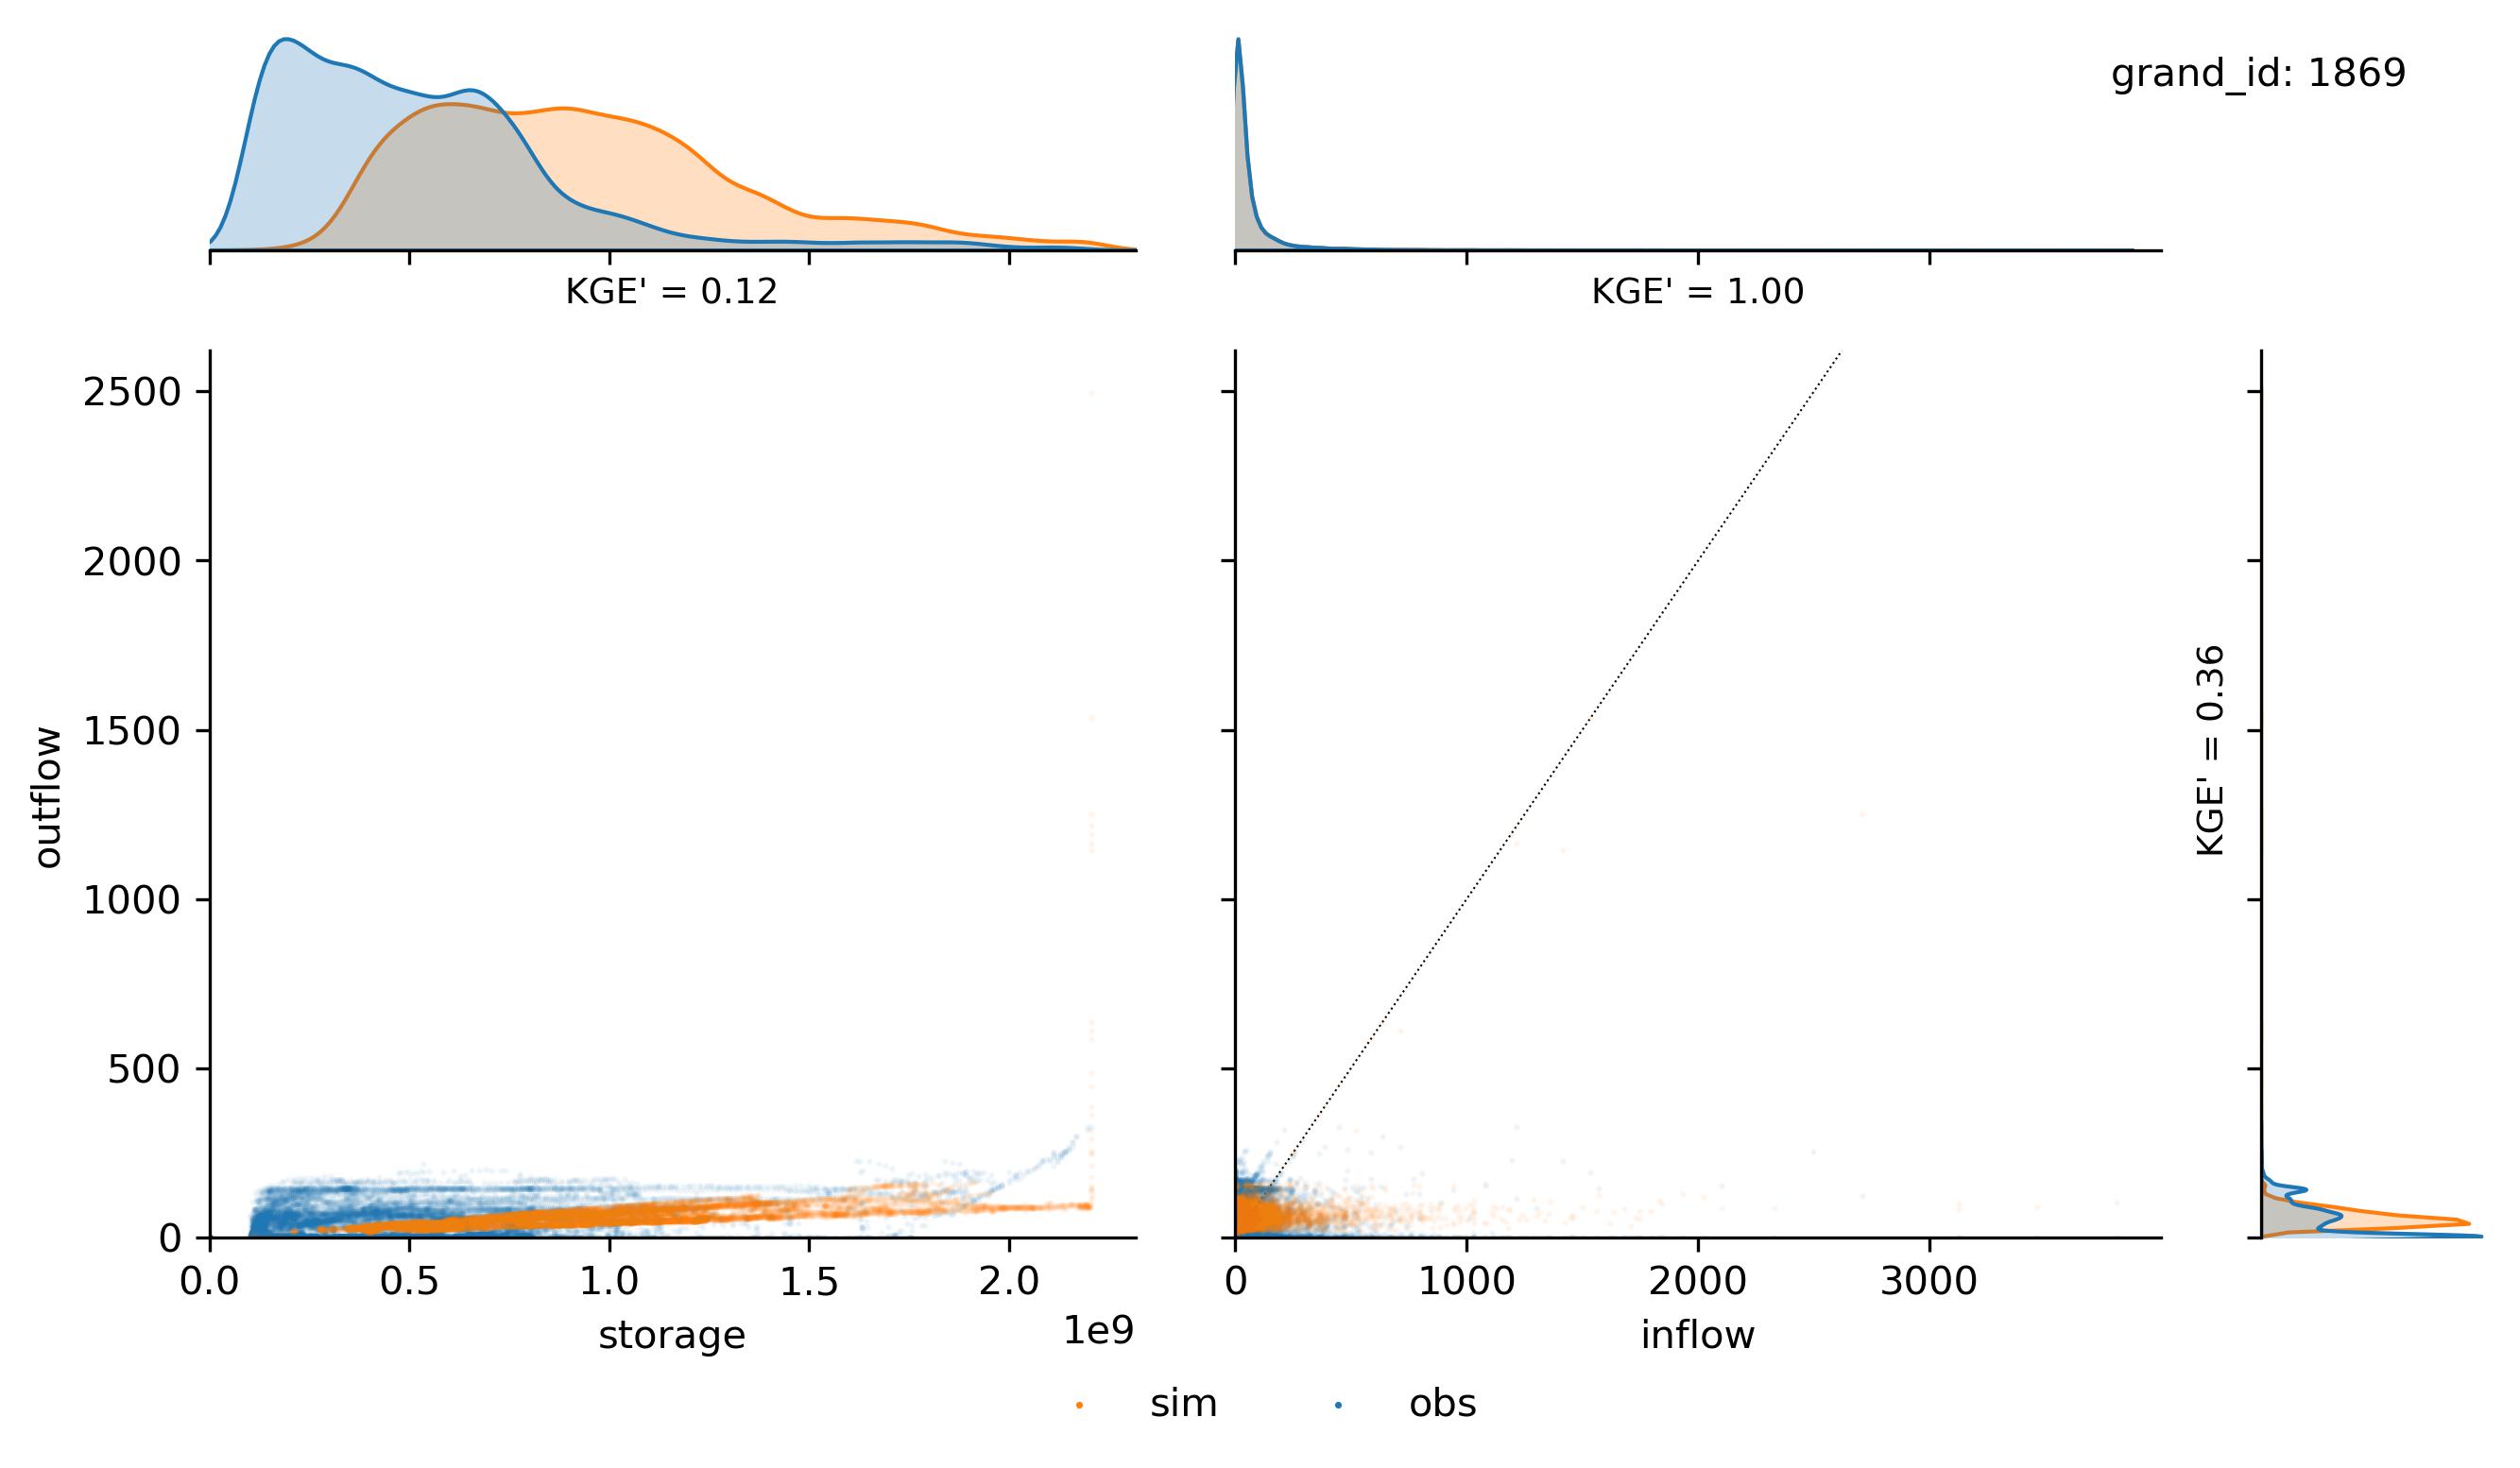 grand_id: 1869
KGE' = 0.12
KGE' = 1.00
2500
2000
1500
1000
500
0
outflow
KGE' = 0.36
0.0 0.5 1.0 1.5 2.0
1e9
storage
0 1000 2000 3000
inflow
sim obs